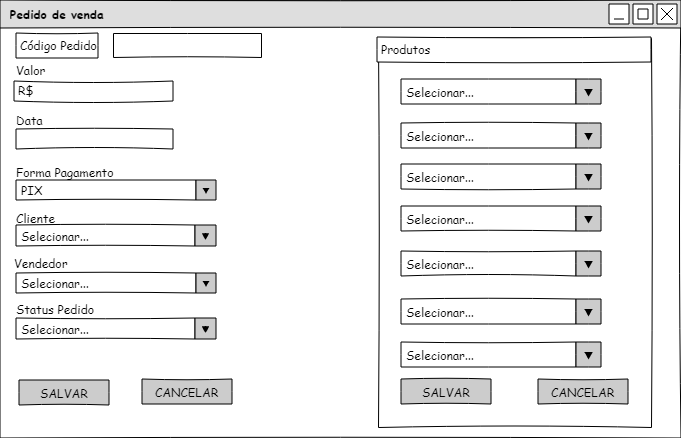 Pedido de venda
Código Pedido
Valor
R$
Data
Forma Pagamento
PIX
Cliente
Selecionar...
Vendedor
Selecionar...
Status Pedido
Selecionar...
SALVAR
CANCELAR
Produtos
Selecionar...
Selecionar...
Selecionar...
Selecionar...
Selecionar...
Selecionar...
Selecionar...
SALVAR
CANCELAR